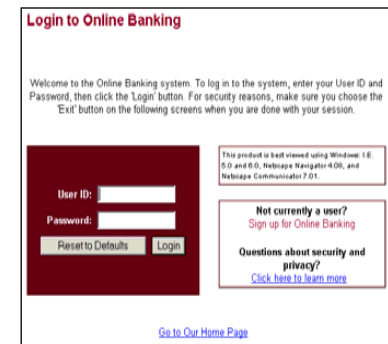 Login to Online Banking
Welcome to the Online Banking system. To log in to the system, enter your User ID and
Password, then click the 'Login' button. For security reasons, make sure you choose the
'Exit' button on the following screens when you are done with your session.
This product is best viewed using Windows: I.E.
5.0 and 6.0, Netscape Navigator 4.08, and
Netscape Communicator 7.01.
User ID:
Password:
Reset to Defaults
Login
Not currently a user?
Sign up for Online Banking
Questions about security and
privacy?
Click here to learn more
Go to Our Home Page